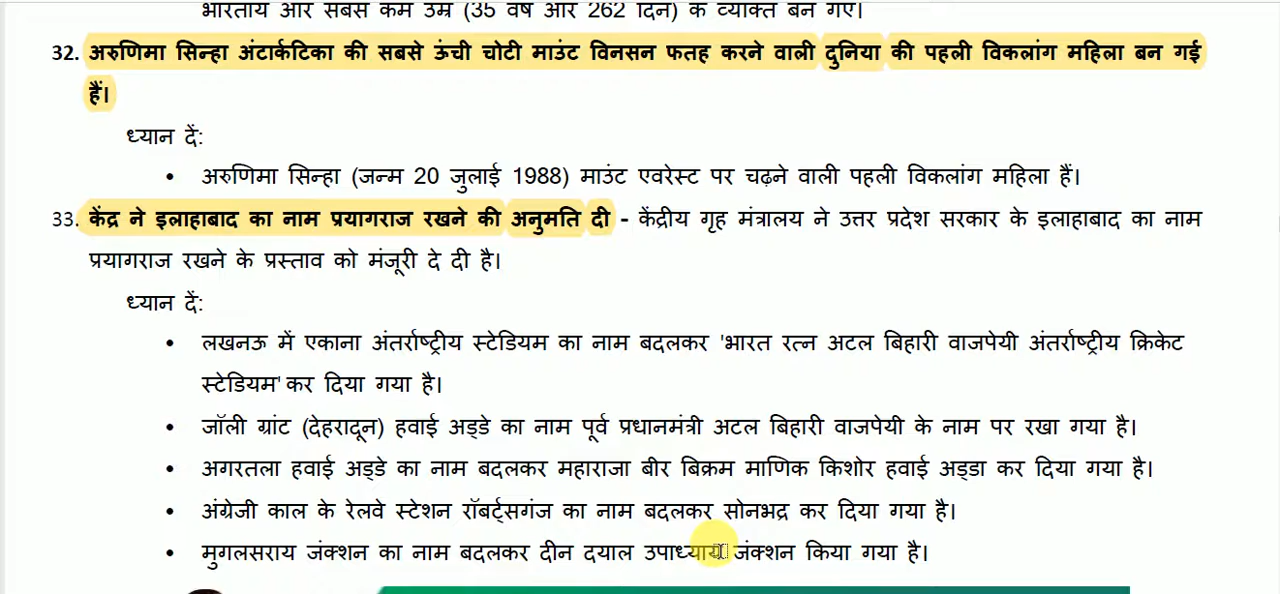 भारतीय और सबसे कम उम्र (35 वर्ष और 262 दिन) के व्यक्ति बन गए।
32. अरुणिमा सिन्हा अंटार्कटिका की सबसे ऊंची चोटी माउंट विनसन फतह करने वाली दुनिया की पहली विकलांग महिला बन गई
हैं।
ध्यान दें:
• अरुणिमा सिन्हा (जन्म 20 जुलाई 1988) माउंट एवरेस्ट पर चढ़ने वाली पहली विकलांग महिला हैं।
33. केंद्र ने इलाहाबाद का नाम प्रयागराज रखने की अनुमति दी - केंद्रीय गृह मंत्रालय ने उत्तर प्रदेश सरकार के इलाहाबाद का नाम
प्रयागराज रखने के प्रस्ताव को मंजूरी दे दी है।
ध्यान दें:
• लखनऊ में एकाना अंतर्राष्ट्रीय स्टेडियम का नाम बदलकर 'भारत रत्न अटल बिहारी वाजपेयी अंतर्राष्ट्रीय क्रिकेट
स्टेडियम' कर दिया गया है।
• जॉली ग्रांट (देहरादून) हवाई अड्डे का नाम पूर्व प्रधानमंत्री अटल बिहारी वाजपेयी के नाम पर रखा गया है।
• अगरतला हवाई अड्डे का नाम बदलकर महाराजा बीर बिक्रम माणिक किशोर हवाई अड्डा कर दिया गया है।
• अंग्रेजी काल के रेलवे स्टेशन रॉबर्ट्सगंज का नाम बदलकर सोनभद्र कर दिया गया है।
• मुगलसराय जंक्शन का नाम बदलकर दीन दयाल उपाध्याय जंक्शन किया गया है।